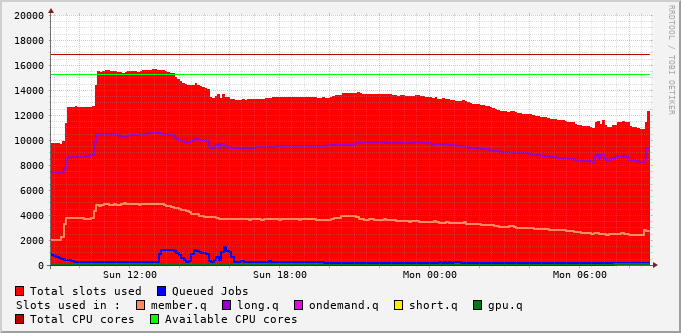 20000
18000
16000
14000
12000
10000
8000
6000
4000
2000
0
Sun 12:00 Sun 18:00 Mon 00:00 Mon 06:00
RRDTOOL / TOBI OETIKER
Total slots used Queued Jobs
Slots used in : member.q long.q ondemand.q short.q gpu.q
Total CPU cores Available CPU cores